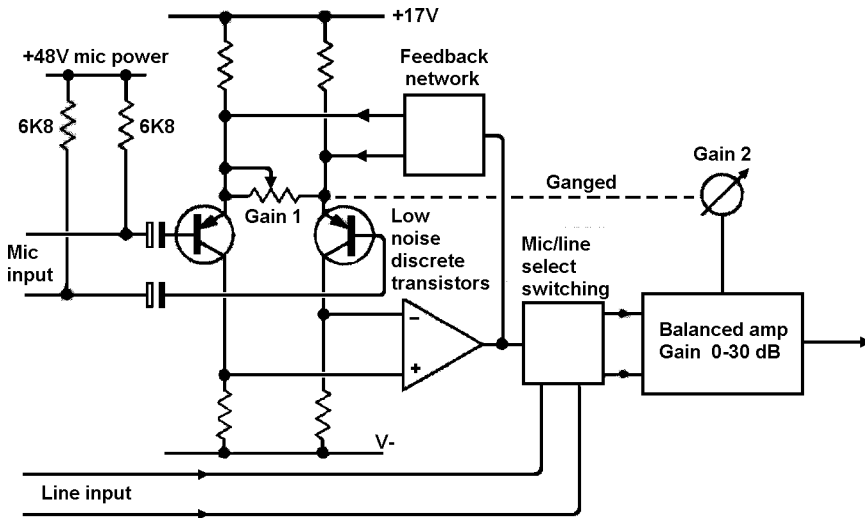 +17V
+48V mic power
6K8
6K8
Feedback
network
Gain 1
Ganged
Gain 2
Mic
input
Low
noise
discrete
transistors
Mic/line
select
switching
−
+
Balanced amp
Gain 0-30 dB
V-
Line input